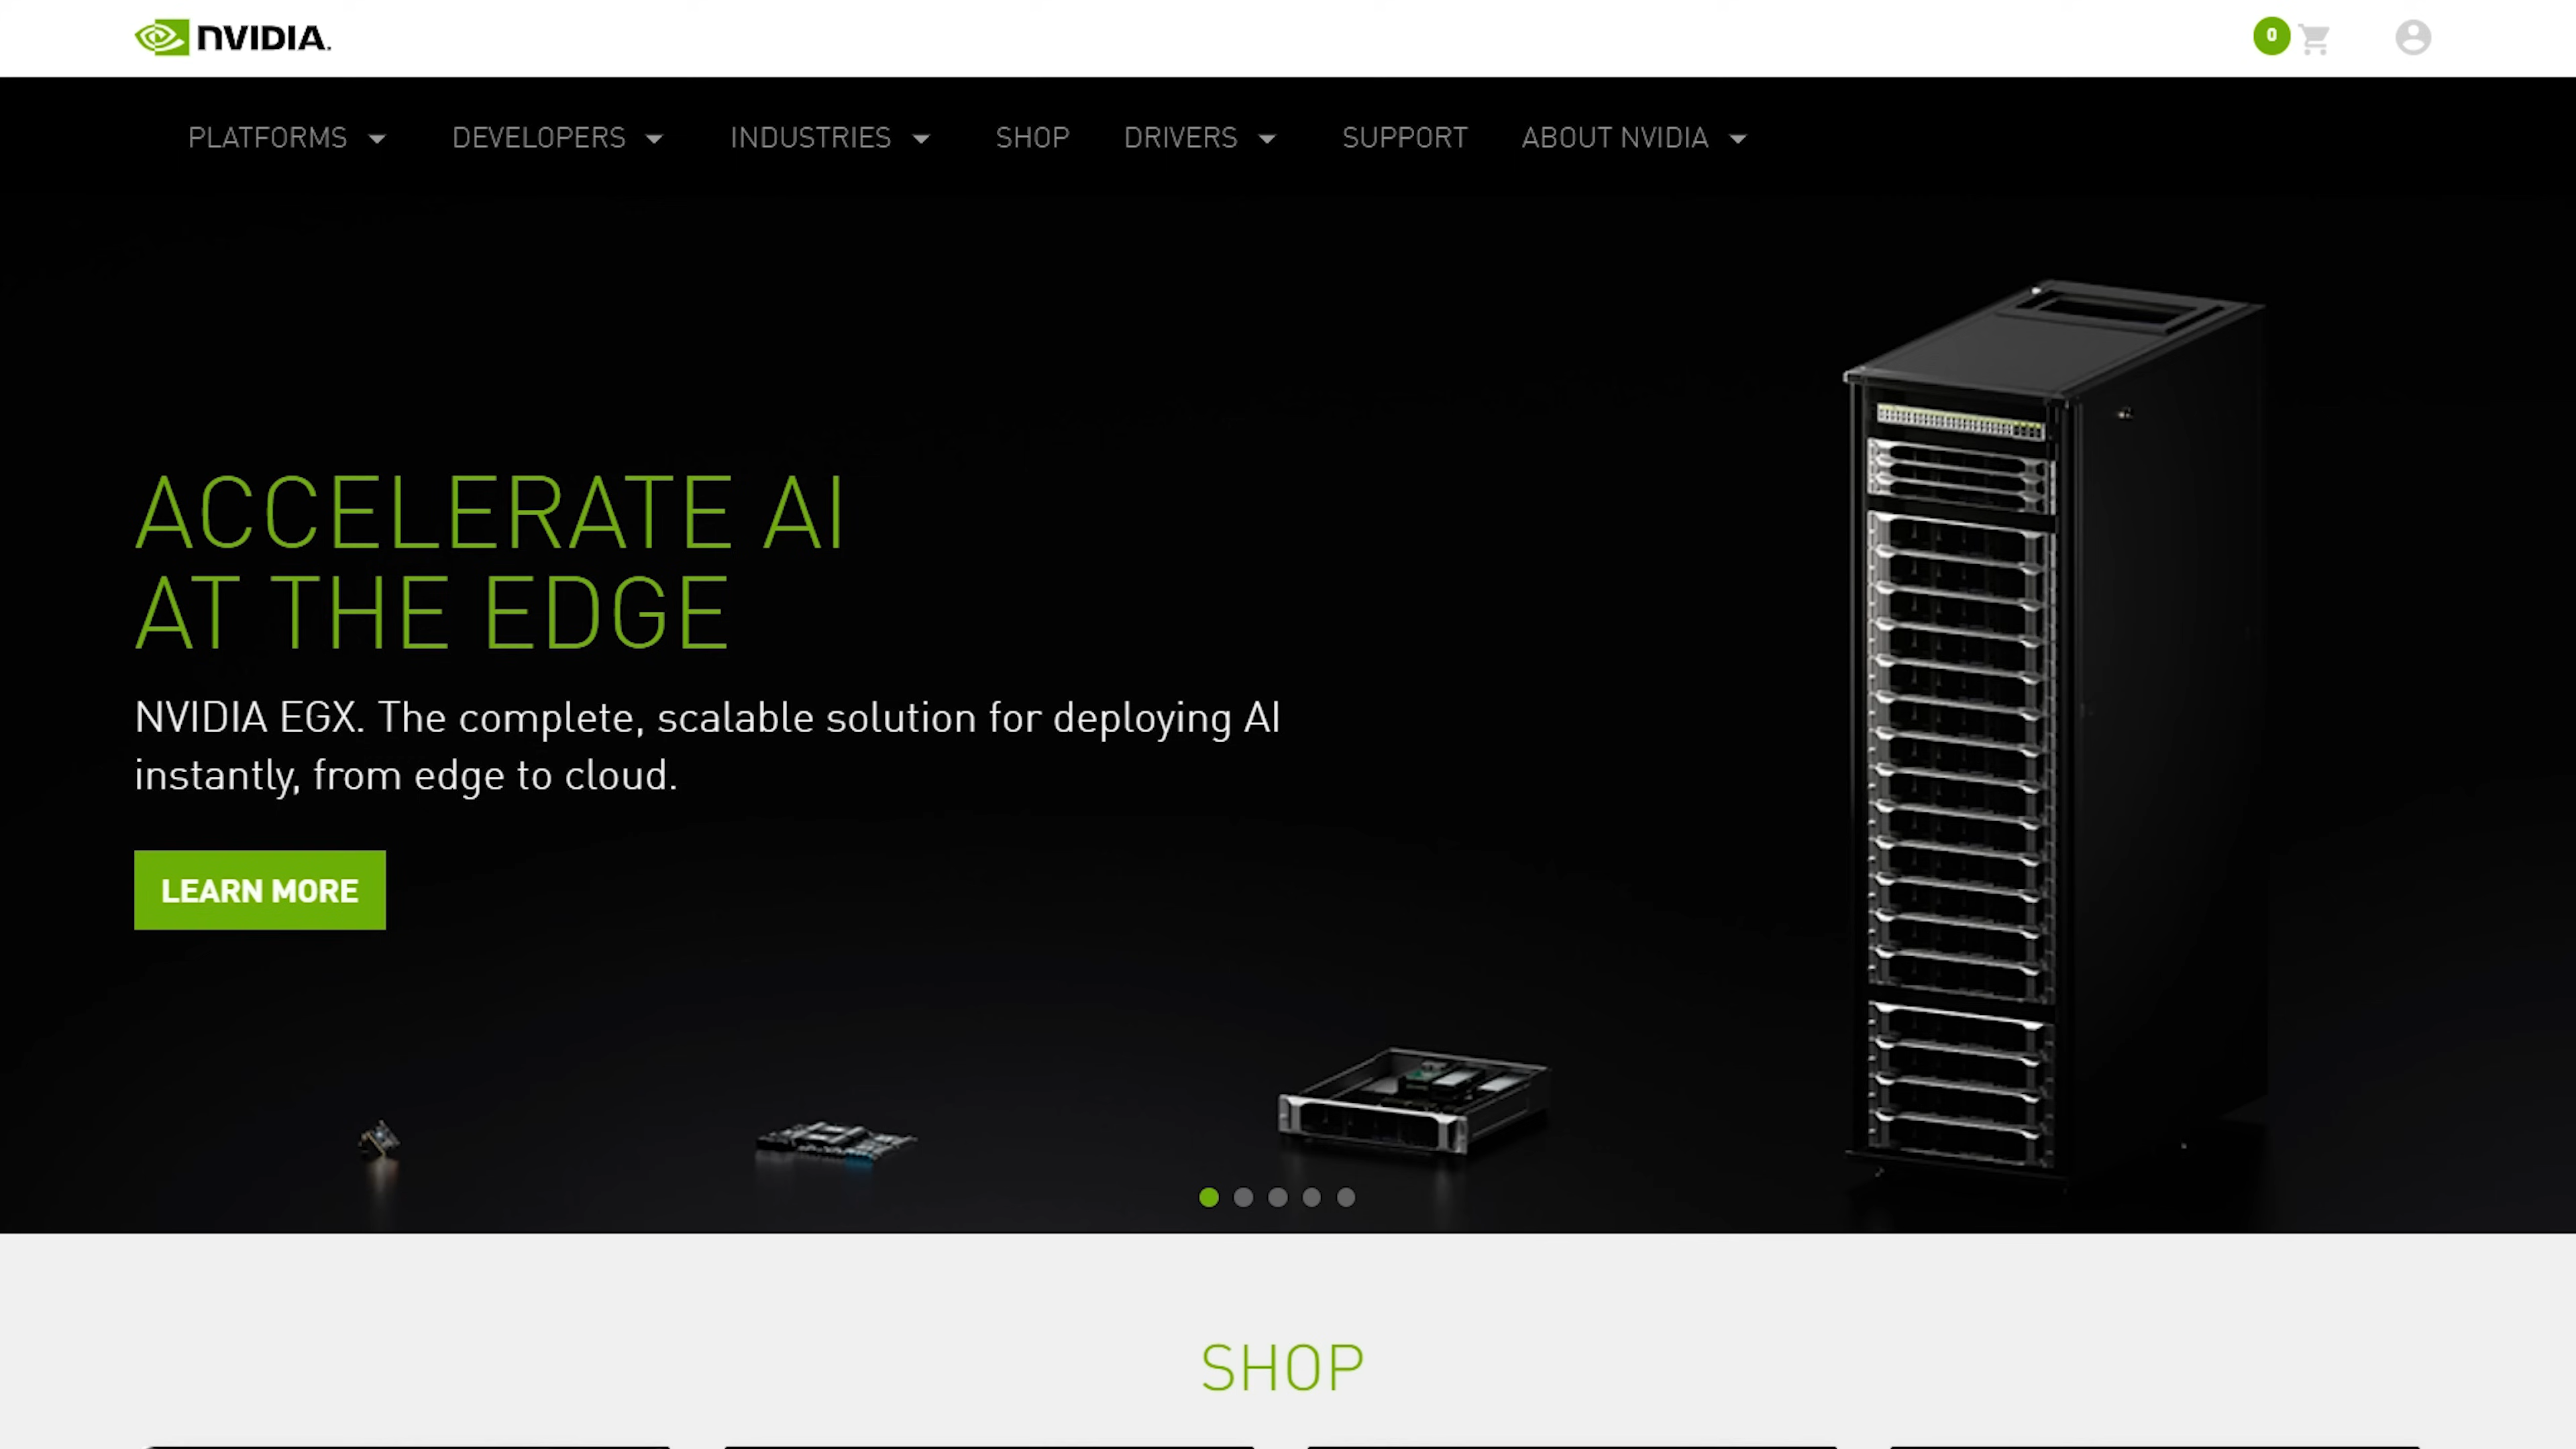 NVIDIA.
0
PLATFORMS
DEVELOPERS
INDUSTRIES
SHOP
DRIVERS
SUPPORT
ABOUT NVIDIA
ACCELERATE AI
AT THE EDGE
NVIDIA EGX. The complete, scalable solution for deploying AI
instantly, from edge to cloud.
LEARN MORE
SHOP